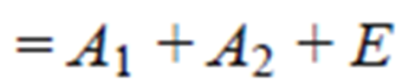 = A₁ + A₂ + E